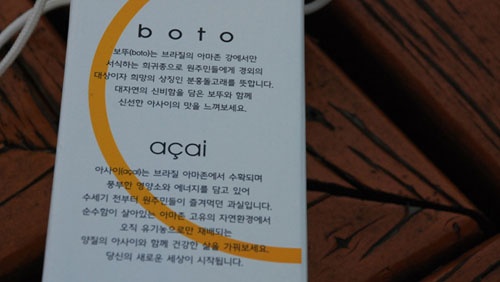 boto
보뚜(boto)는 브라질의 아마존 강에서만
서식하는 희귀종으로 원주민들에게 경외의
대상이자 희망의 상징인 분홍돌고래를 뜻합니다.
대자연의 신비함을 담은 보뚜와 함께
신선한 아사이의 맛을 느껴보세요.
açai
아사이(açai)는 브라질 아마존에서 수확되며
풍부한 영양소와 에너지를 담고 있어
수세기 전부터 원주민들이 즐겨먹던 과실입니다.
순수함이 살아있는 아마존 고유의 자연환경에서
오직 유기농으로만 재배되는
양질의 아사이와 함께 건강한 삶을 가꿔보세요.
당신의 새로운 세상이 시작됩니다.